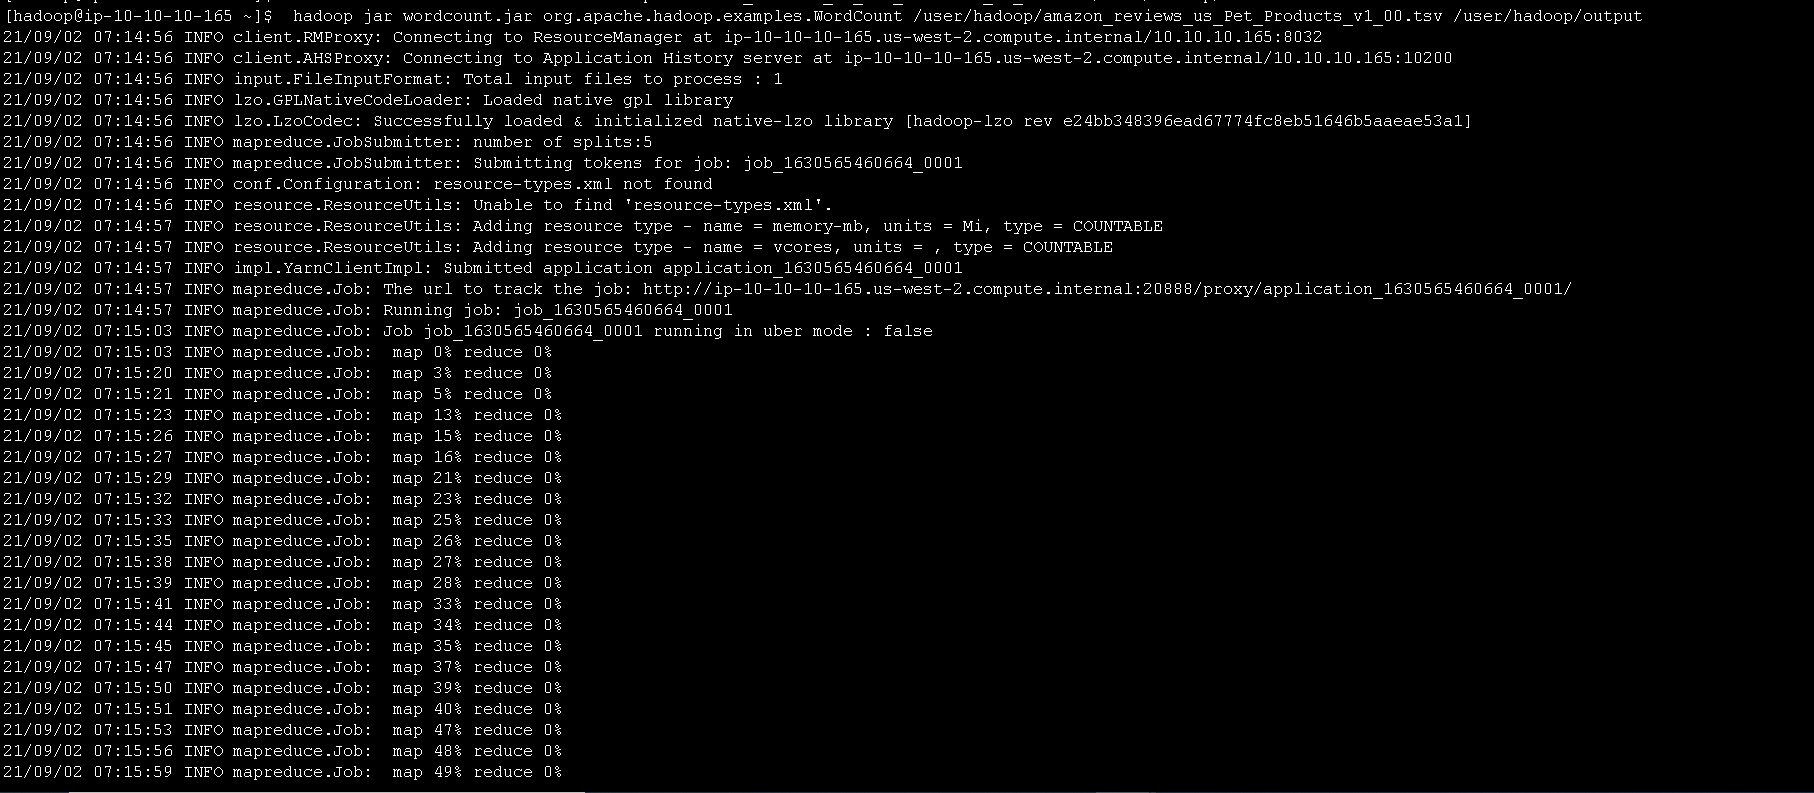 [hadoop@ip-10-10-10-165 ~]$  hadoop jar wordcount.jar org.apache.hadoop.examples.WordCount /user/hadoop/amazon_reviews_us_Pet_Products_v1_00.tsv /user/hadoop/output
21/09/02 07:14:56 INFO client.RMProxy: Connecting to ResourceManager at ip-10-10-10-165.us-west-2.compute.internal/10.10.10.165:8032
21/09/02 07:14:56 INFO client.AHSProxy: Connecting to Application History server at ip-10-10-10-165.us-west-2.compute.internal/10.10.10.165:10200
21/09/02 07:14:56 INFO input.FileInputFormat: Total input files to process : 1
21/09/02 07:14:56 INFO lzo.GPLNativeCodeLoader: Loaded native gpl library
21/09/02 07:14:56 INFO lzo.LzoCodec: Successfully loaded & initialized native-lzo library [hadoop-lzo rev e24bb348396ead67774fc8eb51646b5aaeae53a1]
21/09/02 07:14:56 INFO mapreduce.JobSubmitter: number of splits:5
21/09/02 07:14:56 INFO mapreduce.JobSubmitter: Submitting tokens for job: job_1630565460664_0001
21/09/02 07:14:56 INFO conf.Configuration: resource-types.xml not found
21/09/02 07:14:56 INFO resource.ResourceUtils: Unable to find 'resource-types.xml'.
21/09/02 07:14:57 INFO resource.ResourceUtils: Adding resource type - name = memory-mb, units = Mi, type = COUNTABLE
21/09/02 07:14:57 INFO resource.ResourceUtils: Adding resource type - name = vcores, units = , type = COUNTABLE
21/09/02 07:14:57 INFO impl.YarnClientImpl: Submitted application application_1630565460664_0001
21/09/02 07:14:57 INFO mapreduce.Job: The url to track the job: http://ip-10-10-10-165.us-west-2.compute.internal:20888/proxy/application_1630565460664_0001/
21/09/02 07:14:57 INFO mapreduce.Job: Running job: job_1630565460664_0001
21/09/02 07:15:03 INFO mapreduce.Job: Job job_1630565460664_0001 running in uber mode : false
21/09/02 07:15:03 INFO mapreduce.Job:  map 0% reduce 0%
21/09/02 07:15:20 INFO mapreduce.Job:  map 3% reduce 0%
21/09/02 07:15:21 INFO mapreduce.Job:  map 5% reduce 0%
21/09/02 07:15:23 INFO mapreduce.Job:  map 13% reduce 0%
21/09/02 07:15:26 INFO mapreduce.Job:  map 15% reduce 0%
21/09/02 07:15:27 INFO mapreduce.Job:  map 16% reduce 0%
21/09/02 07:15:29 INFO mapreduce.Job:  map 21% reduce 0%
21/09/02 07:15:32 INFO mapreduce.Job:  map 23% reduce 0%
21/09/02 07:15:33 INFO mapreduce.Job:  map 25% reduce 0%
21/09/02 07:15:35 INFO mapreduce.Job:  map 26% reduce 0%
21/09/02 07:15:38 INFO mapreduce.Job:  map 27% reduce 0%
21/09/02 07:15:39 INFO mapreduce.Job:  map 28% reduce 0%
21/09/02 07:15:41 INFO mapreduce.Job:  map 33% reduce 0%
21/09/02 07:15:44 INFO mapreduce.Job:  map 34% reduce 0%
21/09/02 07:15:45 INFO mapreduce.Job:  map 35% reduce 0%
21/09/02 07:15:47 INFO mapreduce.Job:  map 37% reduce 0%
21/09/02 07:15:50 INFO mapreduce.Job:  map 39% reduce 0%
21/09/02 07:15:51 INFO mapreduce.Job:  map 40% reduce 0%
21/09/02 07:15:53 INFO mapreduce.Job:  map 47% reduce 0%
21/09/02 07:15:56 INFO mapreduce.Job:  map 48% reduce 0%
21/09/02 07:15:59 INFO mapreduce.Job:  map 49% reduce 0%